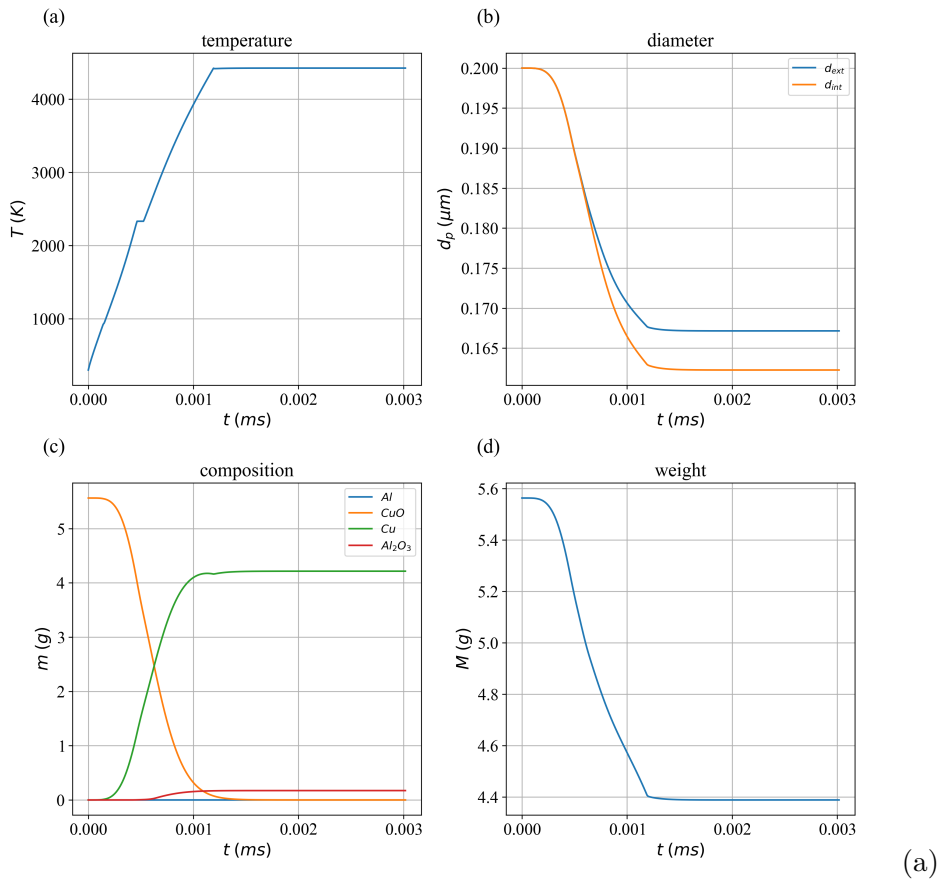 (a)
temperature
4000
3000
2000
1000
T (K)
0.000 0.001 0.002 0.003
t (ms)
(b)
diameter
d_ext
d_int
0.200
0.195
0.190
0.185
0.180
0.175
0.170
0.165
d_p (μm)
0.000 0.001 0.002 0.003
t (ms)
(c)
composition
Al
CuO
Cu
Al₂O₃
5
4
3
2
1
0
m (g)
0.000 0.001 0.002 0.003
t (ms)
(d)
weight
5.6
5.4
5.2
5.0
4.8
4.6
4.4
M (g)
0.000 0.001 0.002 0.003
t (ms)
(a)